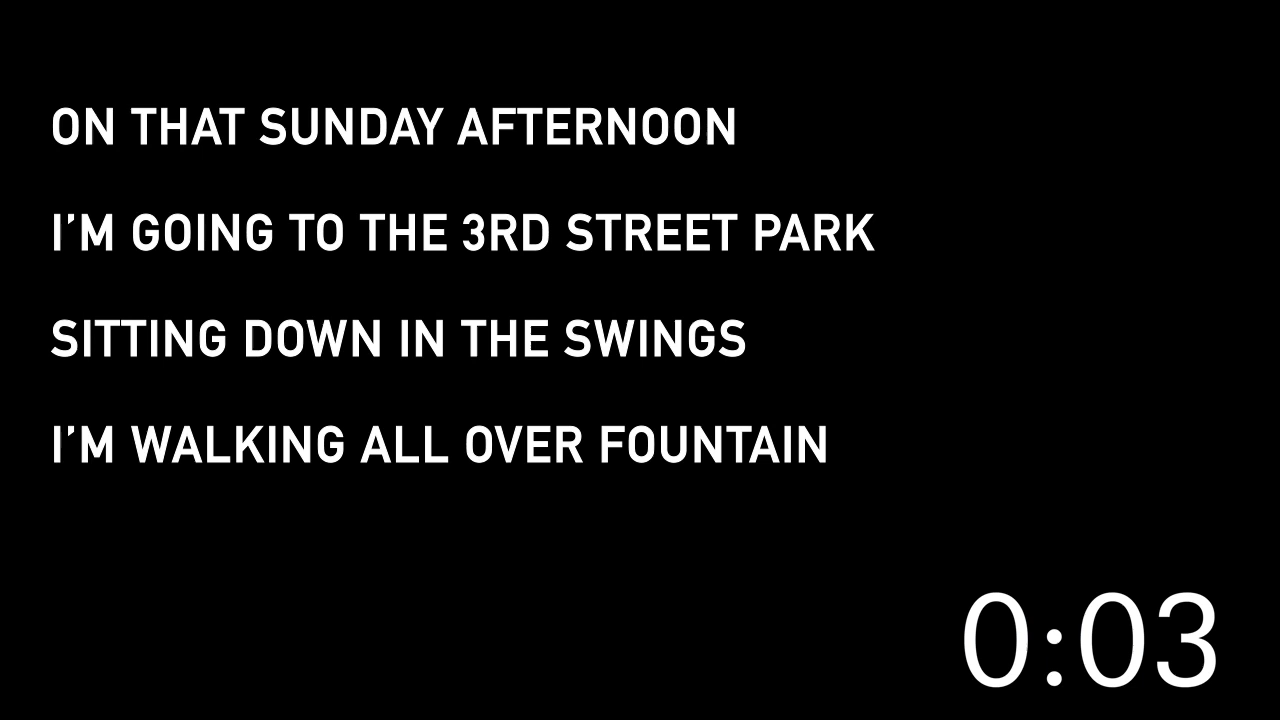 ON THAT SUNDAY AFTERNOON
I’M GOING TO THE 3RD STREET PARK
SITTING DOWN IN THE SWINGS
I’M WALKING ALL OVER FOUNTAIN
0:03